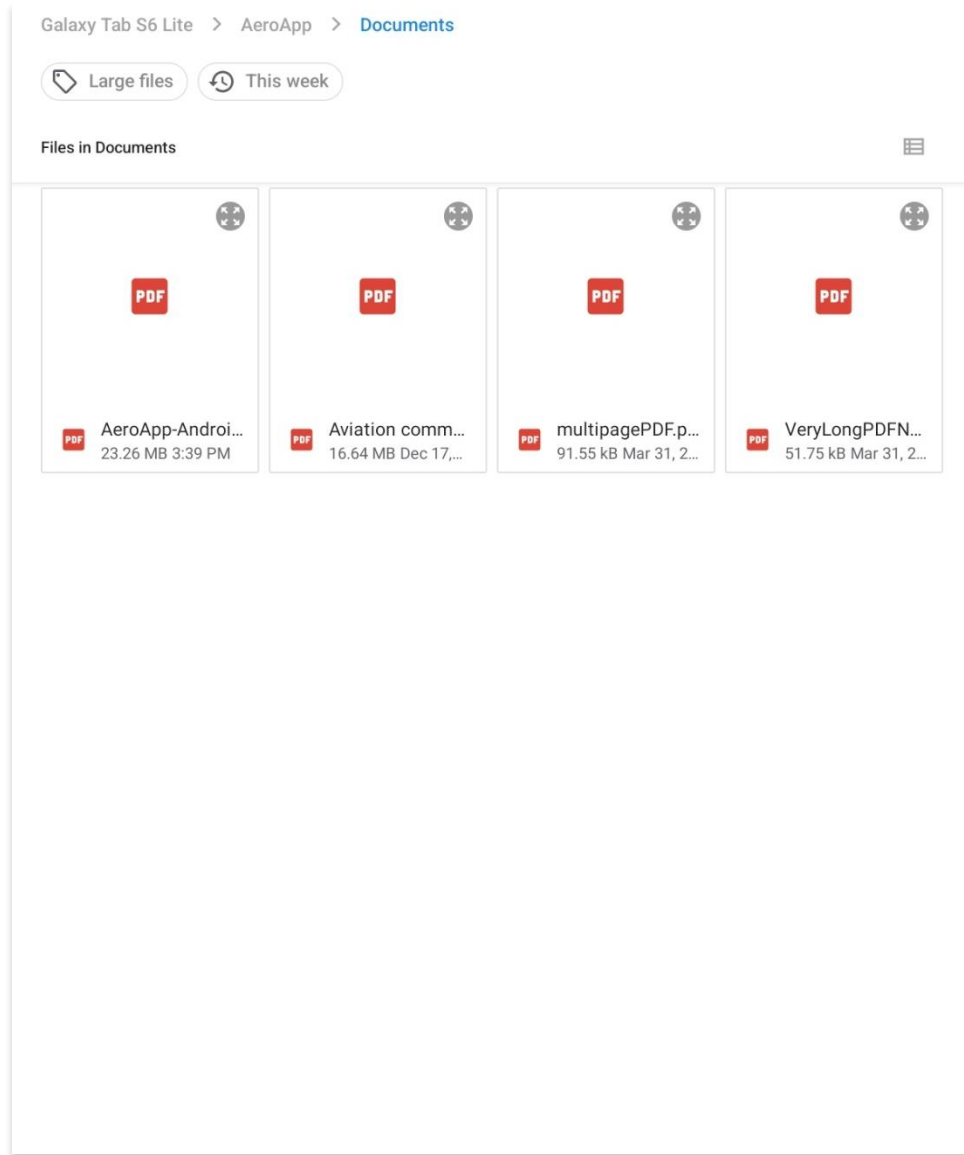 Galaxy Tab S6 Lite > AeroApp > Documents
Large files This week
Files in Documents
PDF PDF PDF PDF
PDF AeroApp-Androi... PDF Aviation comm... PDF multipagePDF.p... PDF VeryLongPDFN...
23.26 MB 3:39 PM 16.64 MB Dec 17,... 91.55 kB Mar 31, 2... 51.75 kB Mar 31, 2...